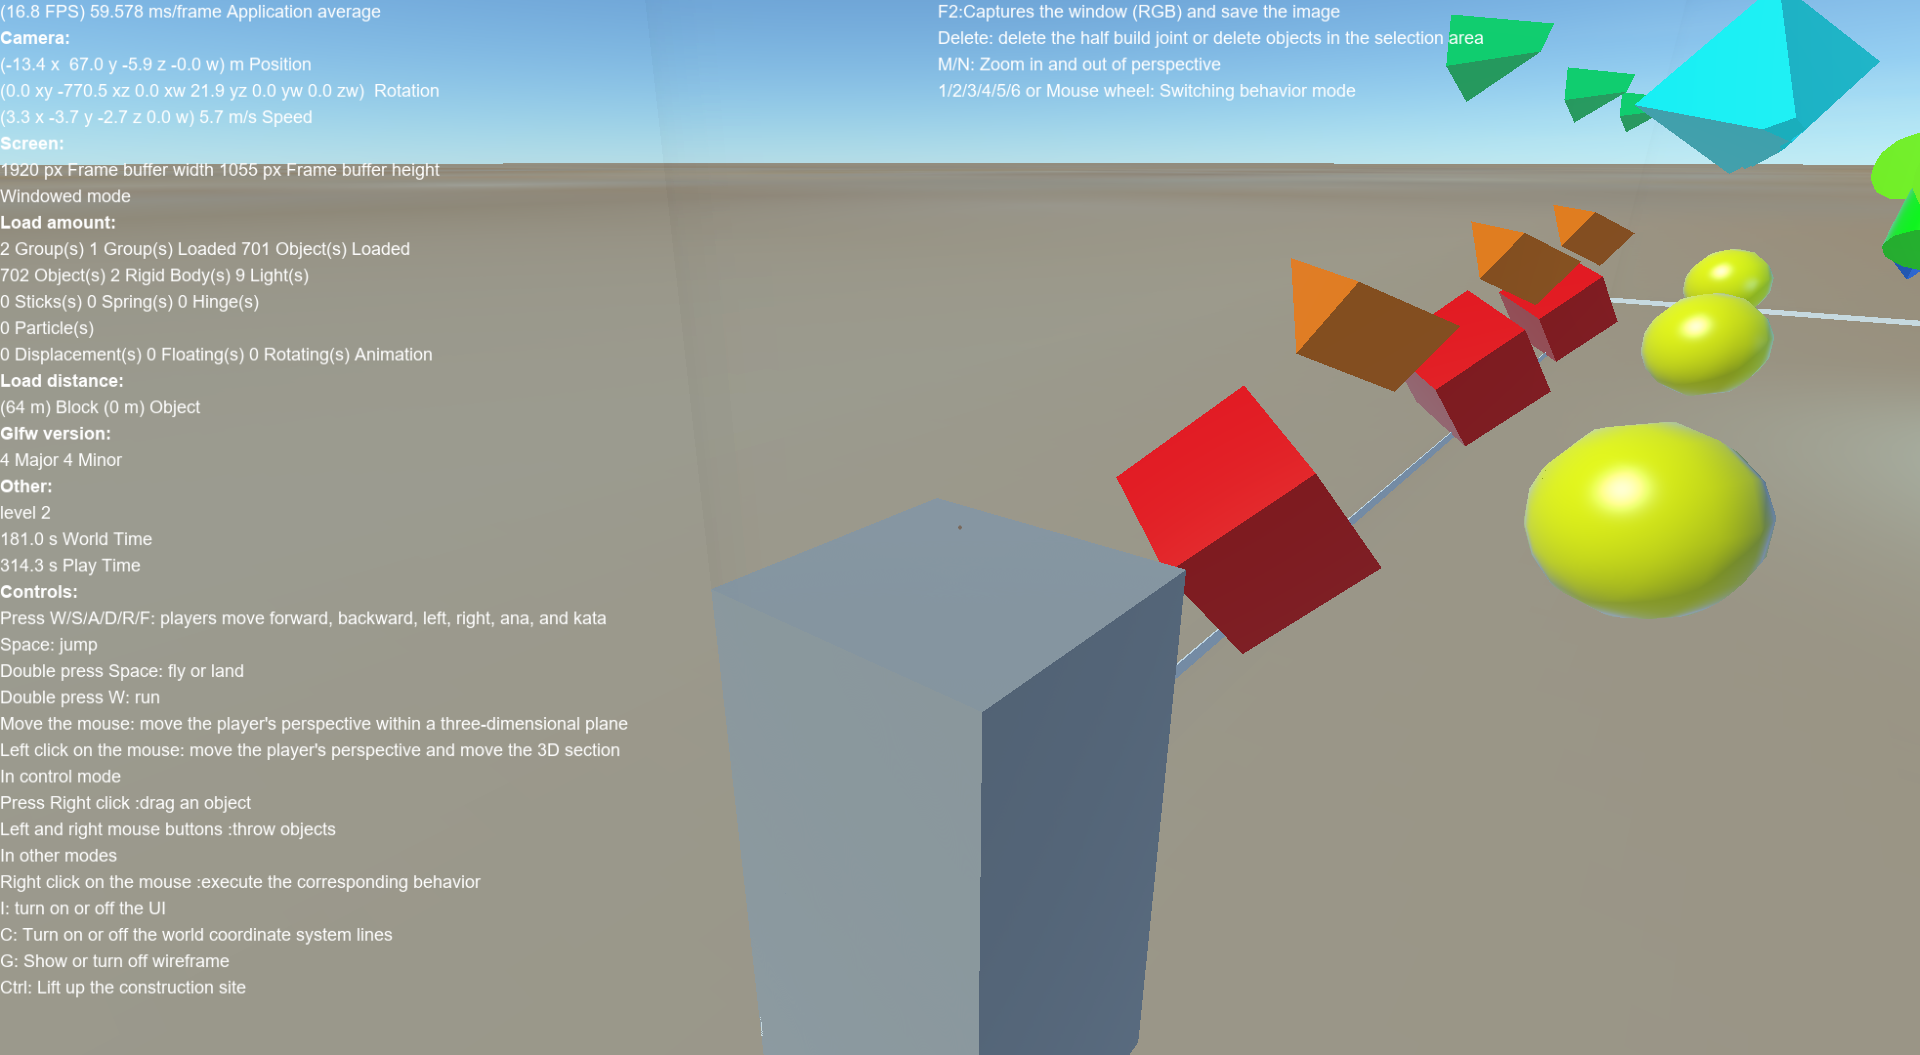 (16.8 FPS) 59.578 ms/frame Application average
Camera:
(-13.4 x  67.0 y -5.9 z -0.0 w) m Position
(0.0 xy -770.5 xz 0.0 xw 21.9 yz 0.0 yw 0.0 zw)  Rotation
(3.3 x -3.7 y -2.7 z 0.0 w) 5.7 m/s Speed
Screen:
1920 px Frame buffer width 1055 px Frame buffer height
Windowed mode
Load amount:
2 Group(s) 1 Group(s) Loaded 701 Object(s) Loaded
702 Object(s) 2 Rigid Body(s) 9 Light(s)
0 Sticks(s) 0 Spring(s) 0 Hinge(s)
0 Particle(s)
0 Displacement(s) 0 Floating(s) 0 Rotating(s) Animation
Load distance:
(64 m) Block (0 m) Object
Glfw version:
4 Major 4 Minor
Other:
level 2
181.0 s World Time
314.3 s Play Time
Controls:
Press W/S/A/D/R/F: players move forward, backward, left, right, ana, and kata
Space: jump
Double press Space: fly or land
Double press W: run
Move the mouse: move the player's perspective within a three-dimensional plane
Left click on the mouse: move the player's perspective and move the 3D section
In control mode
Press Right click :drag an object
Left and right mouse buttons :throw objects
In other modes
Right click on the mouse :execute the corresponding behavior
I: turn on or off the UI
C: Turn on or off the world coordinate system lines
G: Show or turn off wireframe
Ctrl: Lift up the construction site
F2:Captures the window (RGB) and save the image
Delete: delete the half build joint or delete objects in the selection area
M/N: Zoom in and out of perspective
1/2/3/4/5/6 or Mouse wheel: Switching behavior mode